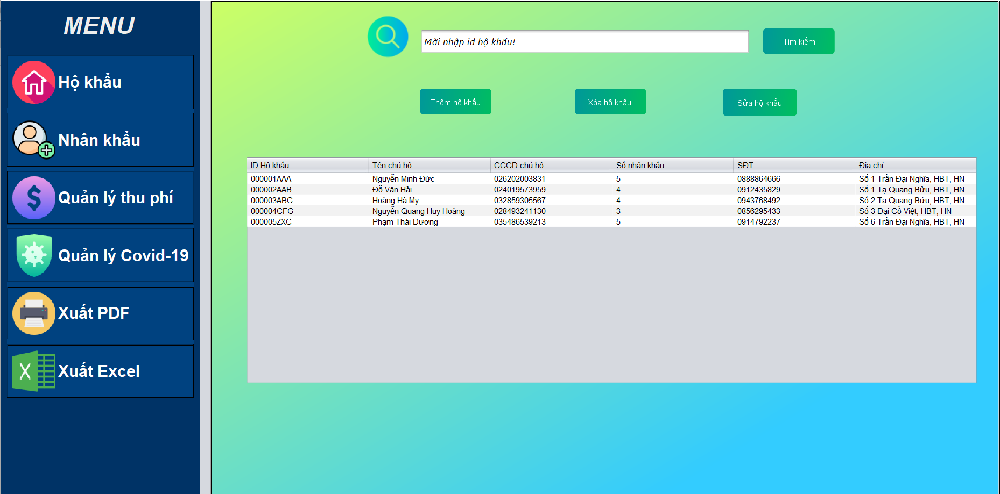 MENU
Hộ khẩu
Nhân khẩu
Quản lý thu phí
Quản lý Covid-19
Xuất PDF
X Xuất Excel
Mời nhập id hộ khẩu!
Tìm kiếm
Thêm hộ khẩu
Xóa hộ khẩu
Sửa hộ khẩu
ID Hộ khẩu Tên chủ hộ CCCD chủ hộ Số nhân khẩu SĐT Địa chỉ
000001AAA Nguyễn Minh Đức 026202003831 5 0888864666 Số 1 Trần Đại Nghĩa, HBT, HN
000002AAB Đỗ Văn Hải 024019573959 4 0912435829 Số 1 Tạ Quang Bửu, HBT, HN
000003ABC Hoàng Hà My 032859305567 4 0943768492 Số 2 Tạ Quang Bửu, HBT, HN
000004CFG Nguyễn Quang Huy Hoàng 028493241130 3 0856295433 Số 3 Đại Cồ Việt, HBT, HN
000005ZXC Phạm Thái Dương 035486539213 5 0914792237 Số 6 Trần Đại Nghĩa, HBT, HN